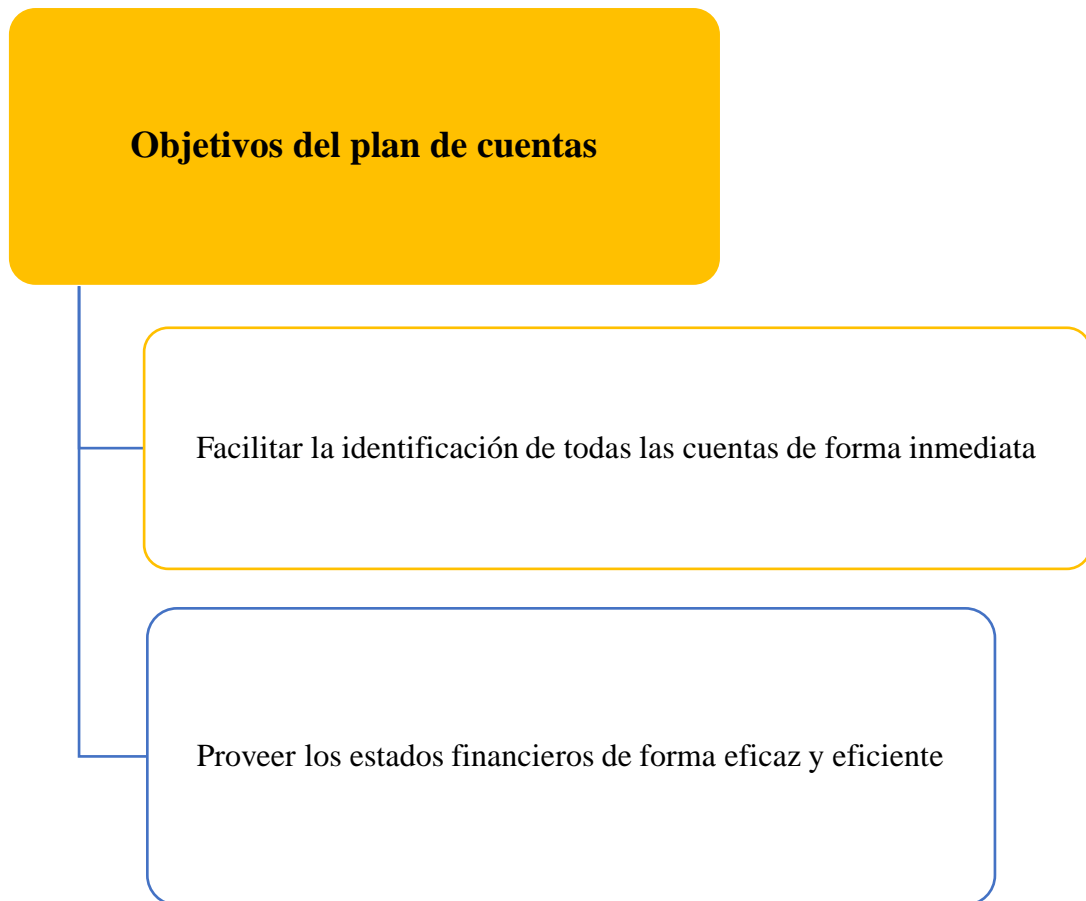 Objetivos del plan de cuentas
Facilitar la identificación de todas las cuentas de forma inmediata
Proveer los estados financieros de forma eficaz y eficiente